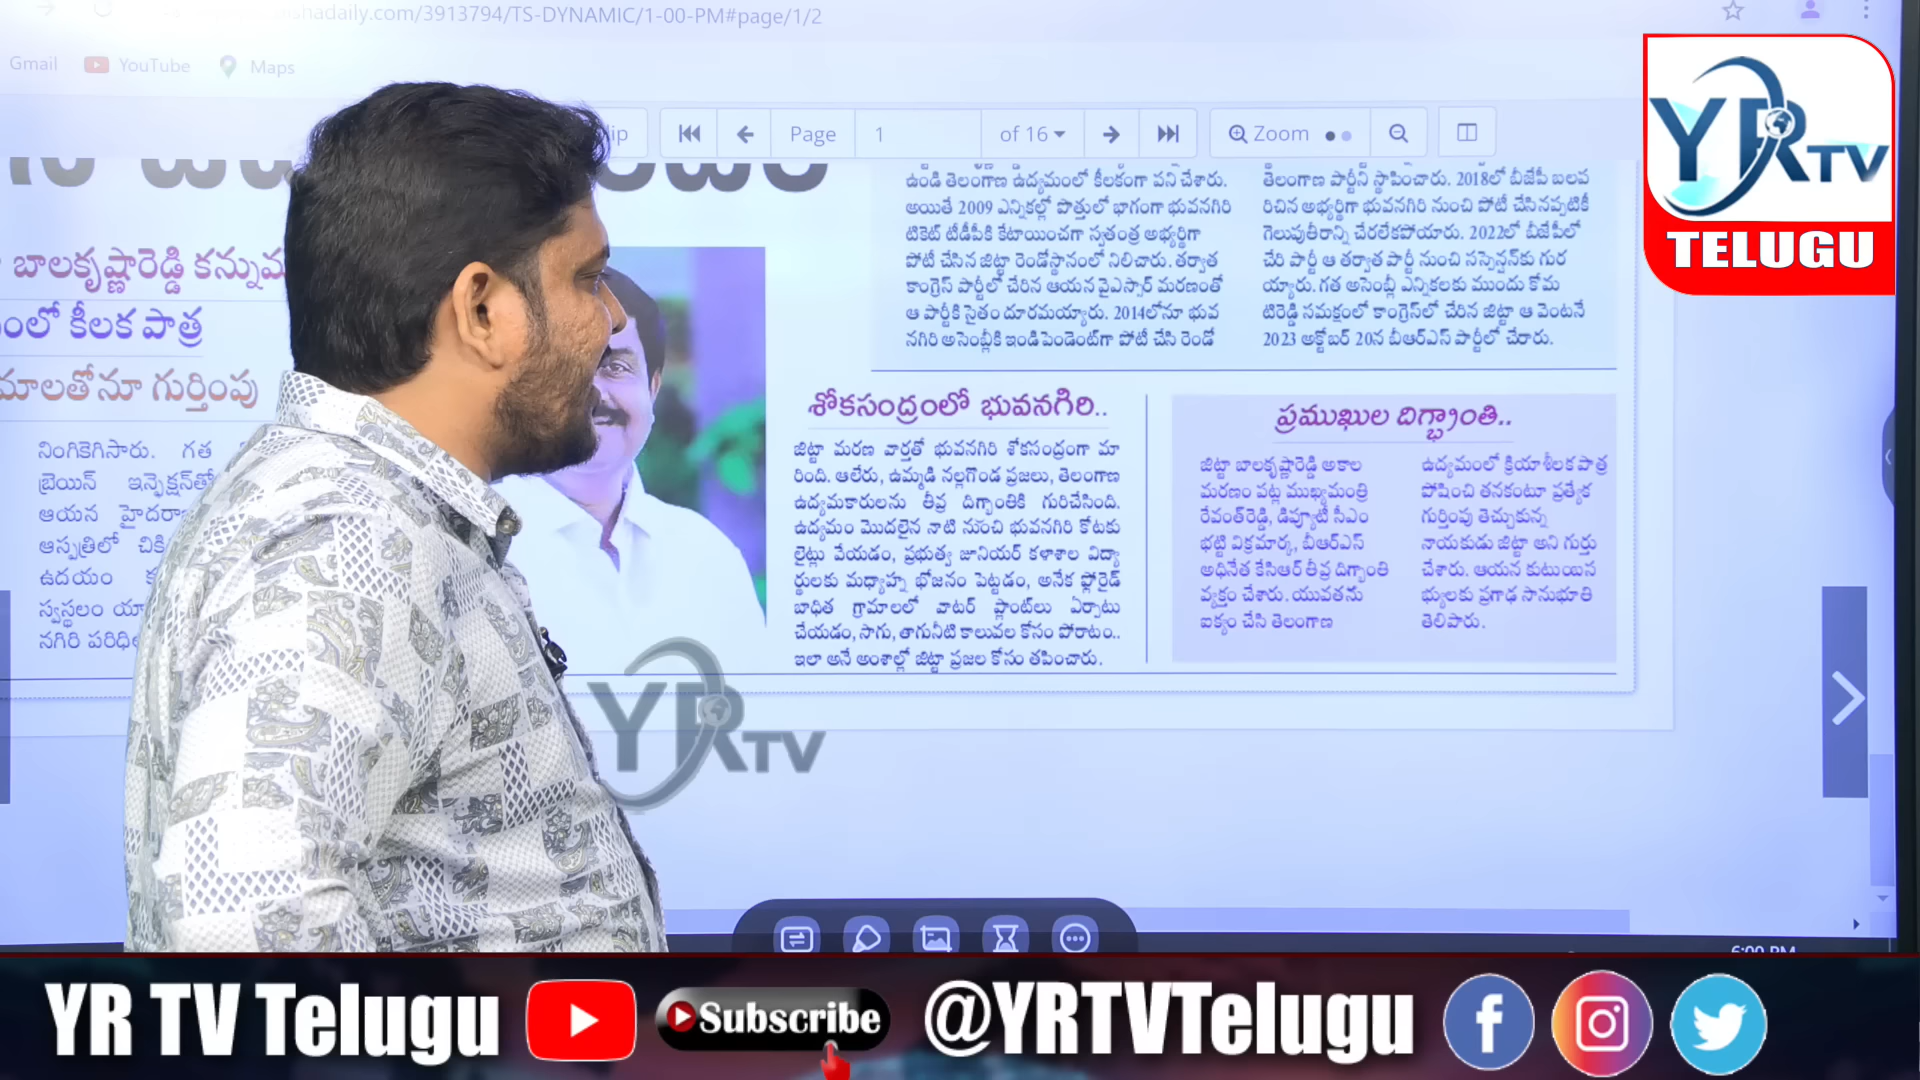 hadaily.com/3913794/TS-DYNAMIC/1-00-PM#page/1/2
Gmail
YouTube
Maps
Page
1
of 16
Zoom
YRTV
TELUGU
బాలకృష్ణారెడ్డి కన్నుమ
లో కీలక పాత్ర
మాలతోనూ గుర్తింపు
నింగికెగిసారు. గత
బ్రెయిన్ ఇన్ఫెక్షన్‌తో
ఆయన హైదరా
ఆస్పత్రిలో చికి
ఉదయం
స్వస్థలం యా
నగిరి పరిధి
ఉండి తెలంగాణ ఉద్యమంలో కీలకంగా పని చేశారు.
అయితే 2009 ఎన్నికల్లో పొత్తులో భాగంగా భువనగిరి
టికెట్ టీడీపీకి కేటాయించగా స్వతంత్ర అభ్యర్థిగా
పోటీ చేసిన జిట్టా రెండోస్థానంలో నిలిచారు. తర్వాత
కాంగ్రెస్ పార్టీలో చేరిన ఆయన వైఎస్సార్ మరణంతో
ఆ పార్టీకి సైతం దూరమయ్యారు. 2014లోనూ భువ
నగిరి అసెంబ్లీకి ఇండిపెండెంట్‌గా పోటీ చేసి రెండో
తెలంగాణ పార్టీని స్థాపించారు. 2018లో బీజేపీ బలప
రిచిన అభ్యర్థిగా భువనగిరి నుంచి పోటీ చేసినప్పటికీ
గెలుపుతీరాన్ని చేరలేకపోయారు. 2022లో బీజేపీలో
చేరి పార్టీ ఆ తర్వాత పార్టీ నుంచి సస్పెన్షన్‌కు గుర
య్యారు. గత అసెంబ్లీ ఎన్నికలకు ముందు కోమ
టిరెడ్డి సమక్షంలో కాంగ్రెస్‌లో చేరిన జిట్టా ఆ వెంటనే
2023 అక్టోబర్ 20న బీఆర్ఎస్ పార్టీలో చేరారు.
శోకసంద్రంలో భువనగిరి..
జిట్టా మరణ వార్తతో భువనగిరి శోకసంద్రంగా మా
రింది. ఆలేరు, ఉమ్మడి నల్లగొండ ప్రజలు, తెలంగాణ
ఉద్యమకారులను తీవ్ర దిగ్భ్రాంతికి గురిచేసింది.
ఉద్యమం మొదలైన నాటి నుంచి భువనగిరి కోటకు
లైట్లు వేయడం, ప్రభుత్వ జూనియర్ కళాశాల విద్యా
ర్థులకు మధ్యాహ్న భోజనం పెట్టడం, అనేక ఫ్లోరైడ్
బాధిత గ్రామాలలో వాటర్ ప్లాంట్‌లు ఏర్పాటు
చేయడం, సాగు, తాగునీటి కాలువల కోసం పోరాటం..
ఇలా అనే అంశాల్లో జిట్టా ప్రజల కోసం తపించారు.
ప్రముఖుల దిగ్భ్రాంతి..
జిట్టా బాలకృష్ణారెడ్డి అకాల
మరణం పట్ల ముఖ్యమంత్రి
రేవంత్‌రెడ్డి, డిప్యూటీ సీఎం
భట్టి విక్రమార్క, బీఆర్ఎస్
అధినేత కేసీఆర్ తీవ్ర దిగ్భ్రాంతి
వ్యక్తం చేశారు. యువతను
ఐక్యం చేసి తెలంగాణ
ఉద్యమంలో క్రియాశీలక పాత్ర
పోషించి తనకంటూ ప్రత్యేక
గుర్తింపు తెచ్చుకున్న
నాయకుడు జిట్టా అని గుర్తు
చేశారు. ఆయన కుటుంబస
భ్యులకు ప్రగాఢ సానుభూతి
తెలిపారు.
YRTV
6:00 PM
YR TV Telugu
Subscribe
@YRTVTelugu